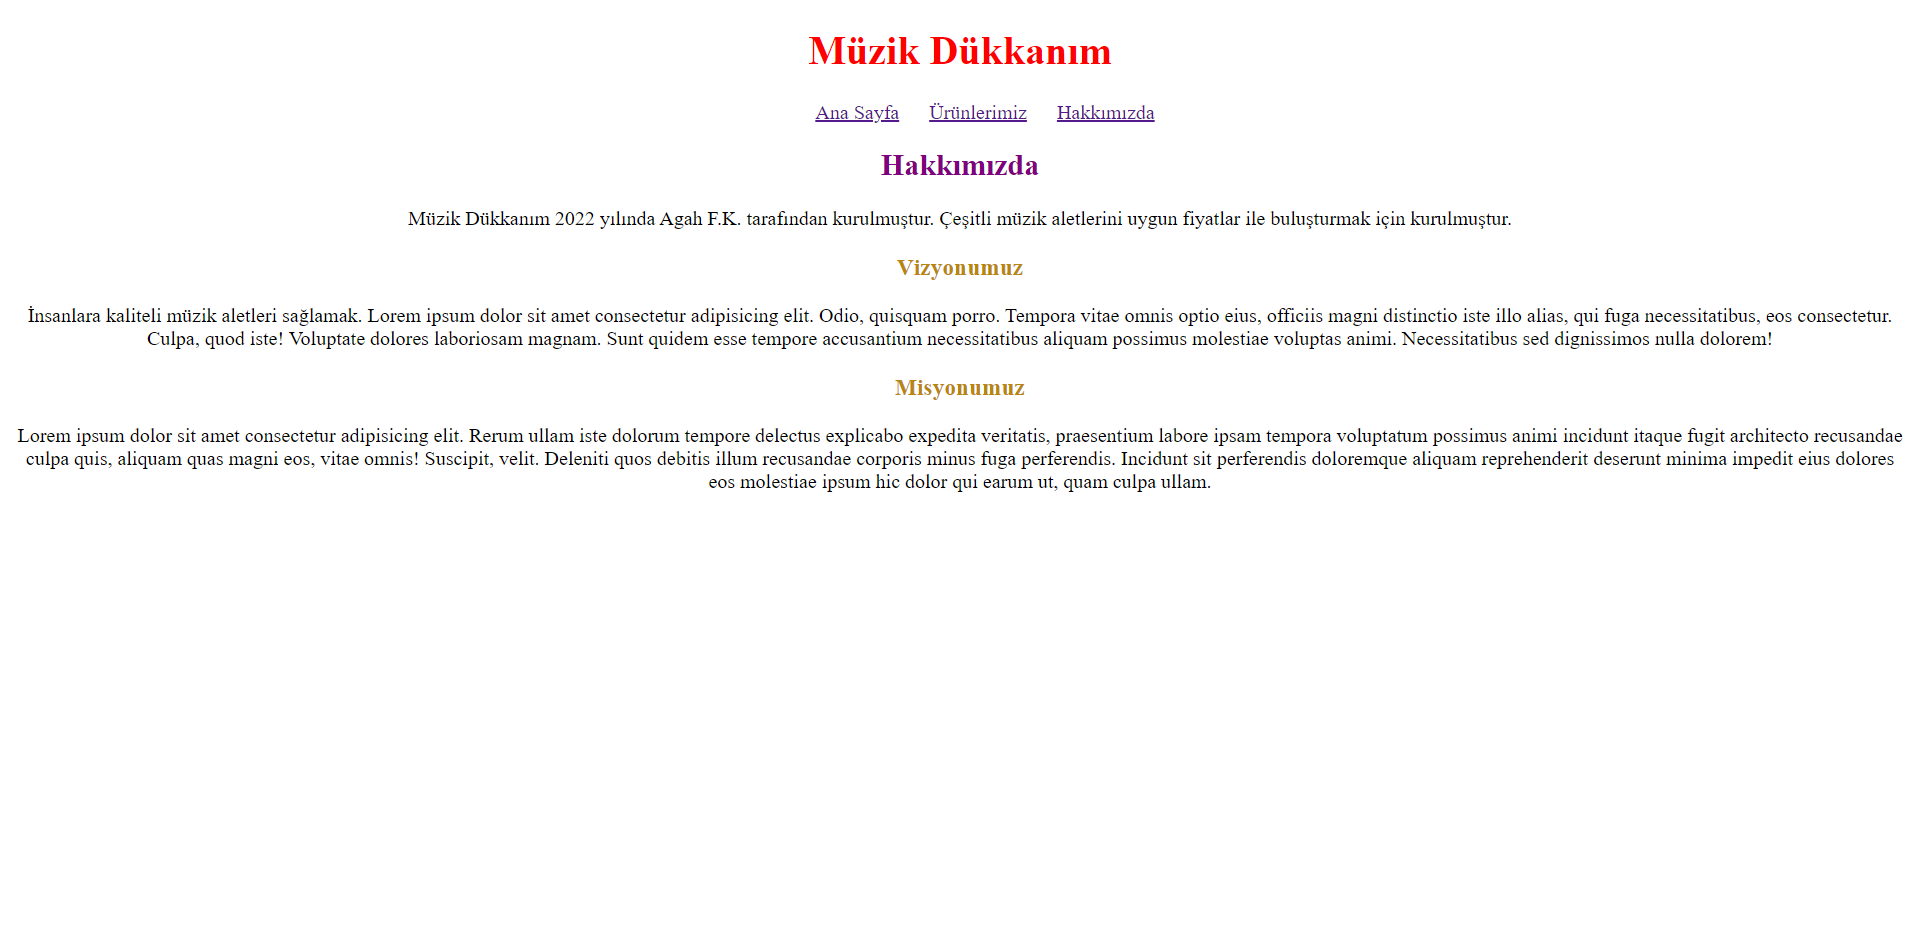 Müzik Dükkanım
Ana Sayfa Ürünlerimiz Hakkımızda
Hakkımızda
Müzik Dükkanım 2022 yılında Agah F.K. tarafından kurulmuştur. Çeşitli müzik aletlerini uygun fiyatlar ile buluşturmak için kurulmuştur.
Vizyonumuz
İnsanlara kaliteli müzik aletleri sağlamak. Lorem ipsum dolor sit amet consectetur adipisicing elit. Odio, quisquam porro. Tempora vitae omnis optio eius, officiis magni distinctio iste illo alias, qui fuga necessitatibus, eos consectetur.
Culpa, quod iste! Voluptate dolores laboriosam magnam. Sunt quidem esse tempore accusantium necessitatibus aliquam possimus molestiae voluptas animi. Necessitatibus sed dignissimos nulla dolorem!
Misyonumuz
Lorem ipsum dolor sit amet consectetur adipisicing elit. Rerum ullam iste dolorum tempore delectus explicabo expedita veritatis, praesentium labore ipsam tempora voluptatum possimus animi incidunt itaque fugit architecto recusandae
culpa quis, aliquam quas magni eos, vitae omnis! Suscipit, velit. Deleniti quos debitis illum recusandae corporis minus fuga perferendis. Incidunt sit perferendis doloremque aliquam reprehenderit deserunt minima impedit eius dolores
eos molestiae ipsum hic dolor qui earum ut, quam culpa ullam.